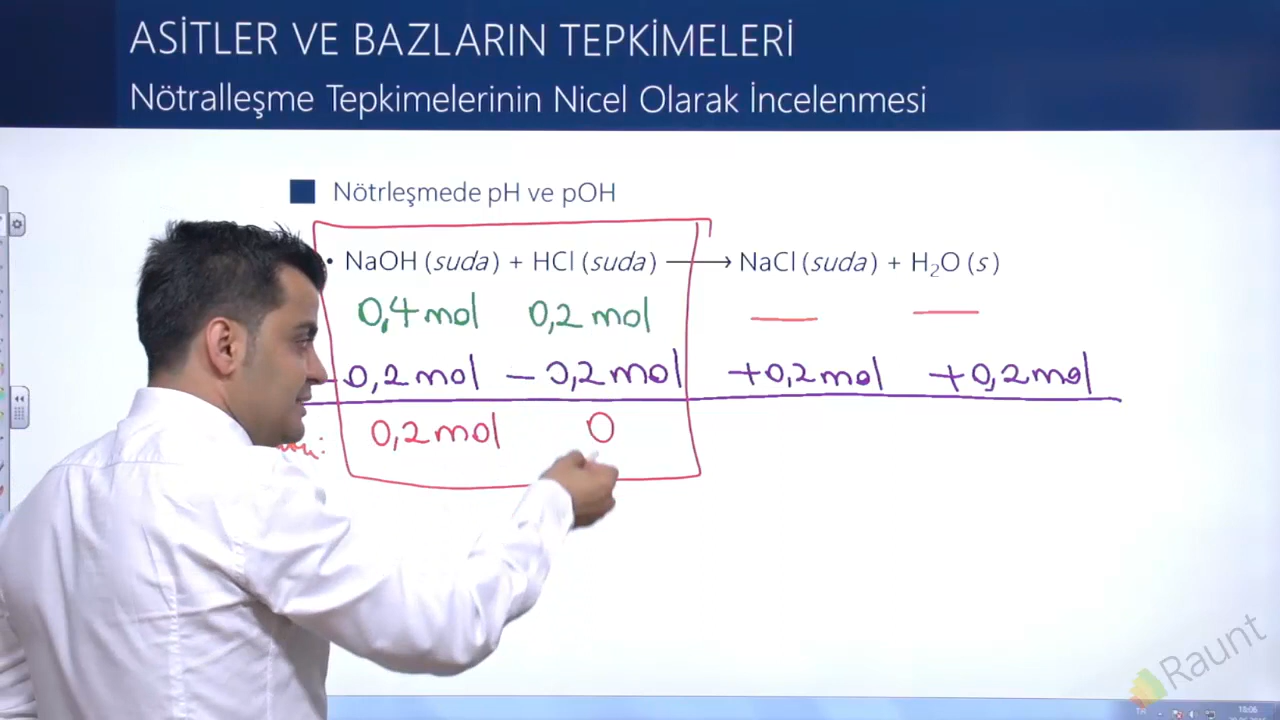 ASİTLER VE BAZLARIN TEPKİMELERİ
Nötralleşme Tepkimelerinin Nicel Olarak İncelenmesi
■ Nötrleşmede pH ve pOH
• NaOH (suda) + HCl (suda) ⟶ NaCl (suda) + H₂O (s)
0,4 mol 0,2 mol — —
- 0,2 mol - 0,2 mol +0,2 mol +0,2 mol
0,2 mol 0
Raunt
TR